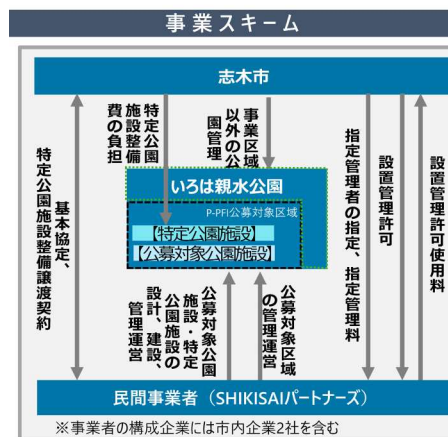 事業スキーム
志木市
基本協定、
特定公園施設整備譲渡契約
特定公園
施設整備
費の負担
事業区域
以外の公
園管理
指定管理者の指定、指定管理料
設置管理許可
設置管理許可使用料
いろは親水公園
P-PFI公募対象区域
【特定公園施設】
【公募対象公園施設】
公募対象公園
施設・特定
公園施設の
設計、建設、
管理運営
公募対象区域
の管理運営
民間事業者（SHIKISAIパートナーズ）
※事業者の構成企業には市内企業2社を含む